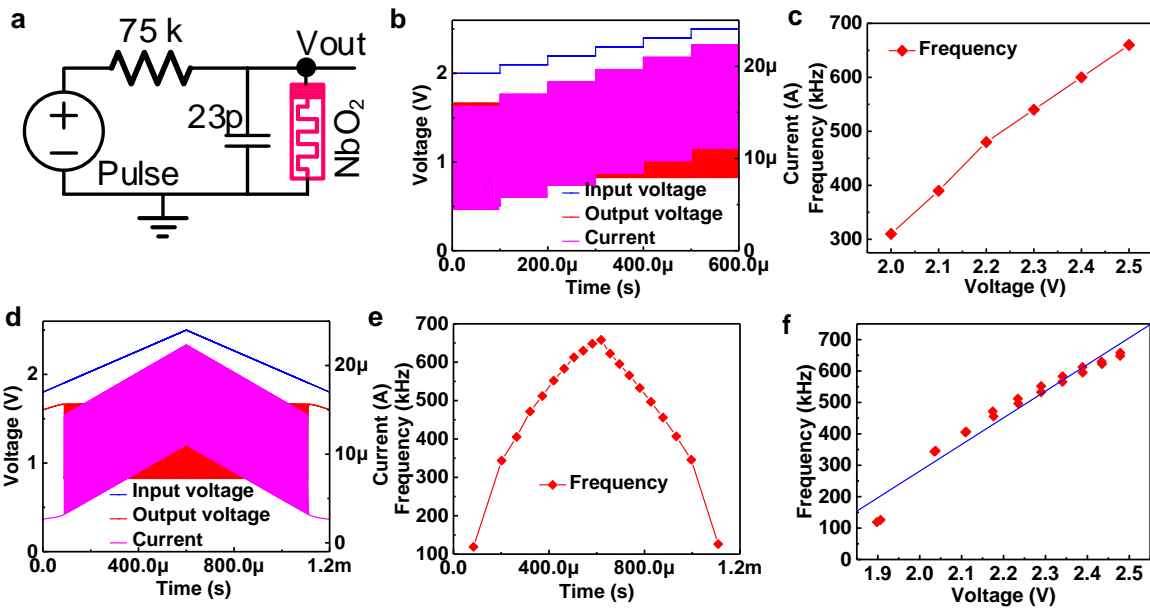 a
75 k
Vout
23p
NbO2
Pulse
b
Voltage (V)
2
1
0
20µ
10µ
0
Current (A)
Input voltage
Output voltage
Current
0.0
200.0µ
400.0µ
600.0µ
Time (s)
c
Frequency (kHz)
700
600
500
400
300
Frequency
2.0
2.1
2.2
2.3
2.4
2.5
Voltage (V)
d
Voltage (V)
2
1
0
20µ
10µ
0
Current (A)
Input voltage
Output voltage
Current
0.0
400.0µ
800.0µ
1.2m
Time (s)
e
Frequency (kHz)
700
600
500
400
300
200
100
Frequency
0.0
400.0µ
800.0µ
1.2m
Time (s)
f
Frequency (kHz)
700
600
500
400
300
200
100
0
1.9
2.0
2.1
2.2
2.3
2.4
2.5
Voltage (V)